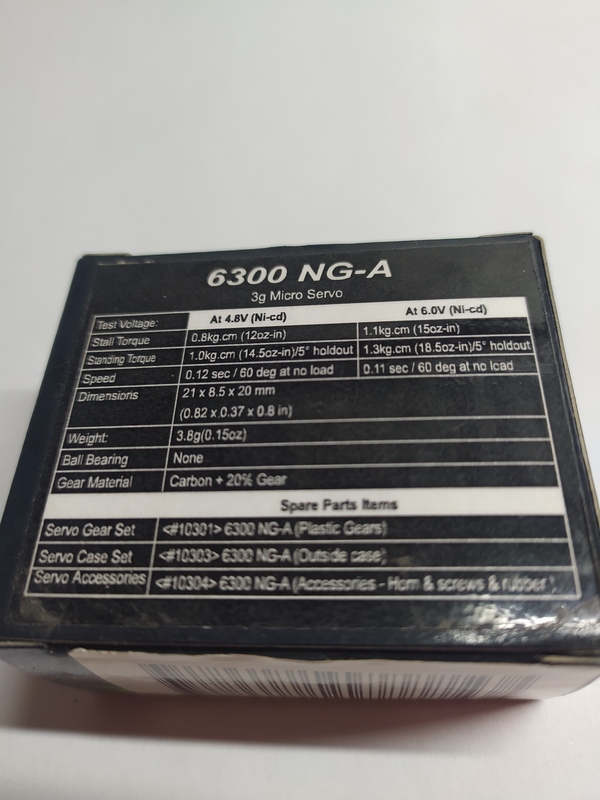 6300 NG-A
3g Micro Servo
Test Voltage: At 4.8V (Ni-cd) At 6.0V (Ni-cd)
Stall Torque 0.8kg.cm (12oz-in) 1.1kg.cm (15oz-in)
Standing Torque 1.0kg.cm (14.5oz-in)/5° holdout 1.3kg.cm (18.5oz-in)/5° holdout
Speed 0.12 sec / 60 deg at no load 0.11 sec / 60 deg at no load
Dimensions 21 x 8.5 x 20 mm
(0.82 x 0.37 x 0.8 in)
Weight: 3.8g(0.15oz)
Ball Bearing None
Gear Material Carbon + 20% Gear
Spare Parts Items
Servo Gear Set <#10301> 6300 NG-A (Plastic Gears)
Servo Case Set <#10303> 6300 NG-A (Outside case)
Servo Accessories <#10304> 6300 NG-A (Accessories - Horn & screws & rubber )